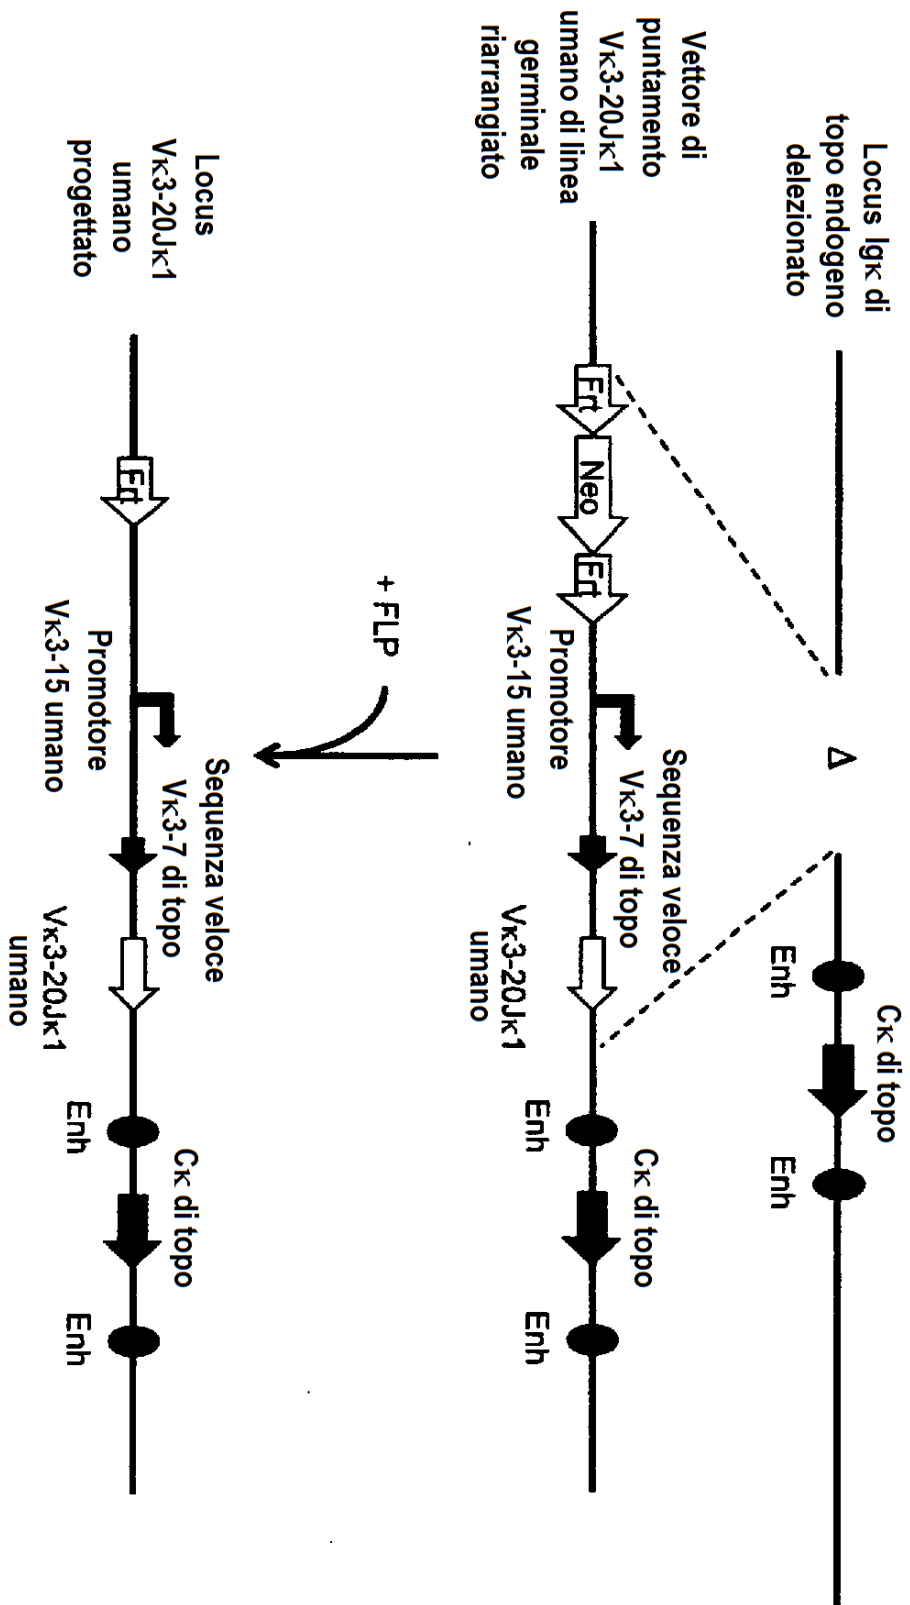 Locus Igκ di
topo endogeno
delezionato
Δ
Enh
Cκ di topo
Enh
Vettore di
puntamento
Vκ3-20Jκ1
umano di linea
germinale
riarrangiato
Frt
Neo
Frt
Promotore
Vκ3-15 umano
Sequenza veloce
Vκ3-7 di topo
Vκ3-20Jκ1
umano
Enh
Cκ di topo
Enh
+ FLP
Locus
Vκ3-20Jκ1
umano
progettato
Frt
Promotore
Vκ3-15 umano
Sequenza veloce
Vκ3-7 di topo
Vκ3-20Jκ1
umano
Enh
Cκ di topo
Enh